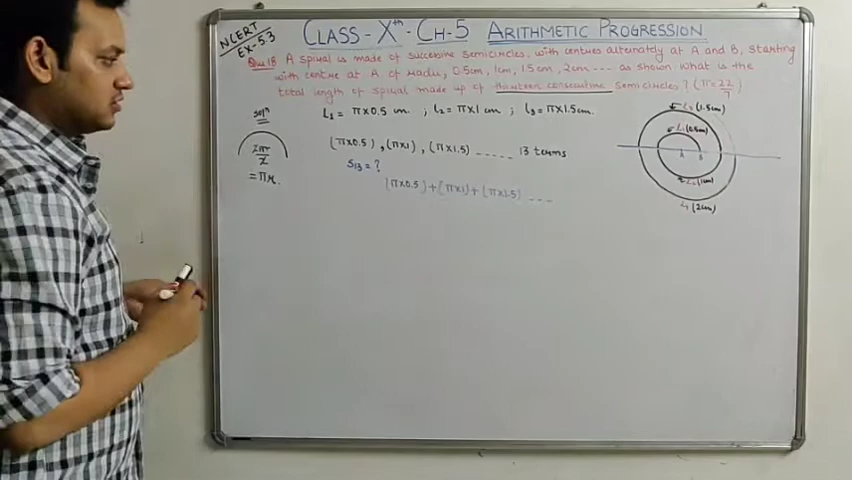 NCERT
EX-5.3
CLASS-Xth-CH-5 ARITHMETIC PROGRESSION
Que 18 A spiral is made of successive semicircles, with centres alternately at A and B, starting
with centre at A of radii, 0.5cm, 1cm, 1.5cm, 2cm --- as shown what is the
total length of spiral made up of thirteen consecutive semicircles? (π=22/7)
Solⁿ
L₁ = π×0.5 cm , L₂ = π×1 cm ; L₃ = π×1.5cm.
2πr/2
= πr.
(π×0.5), (π×1), (π×1.5) ----- 13 terms
S₁₃ = ?
(π×0.5)+(π×1)+(π×1.5) ---
L₃ (1.5cm)
L₁ (0.5cm)
A B
L₂ (1cm)
L₄ (2cm)